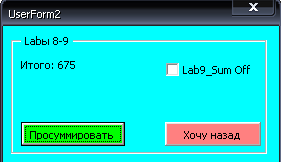 UserForm2
Labы 8-9
Итого: 675
Lab9_Sum Off
Просуммировать
Хочу назад